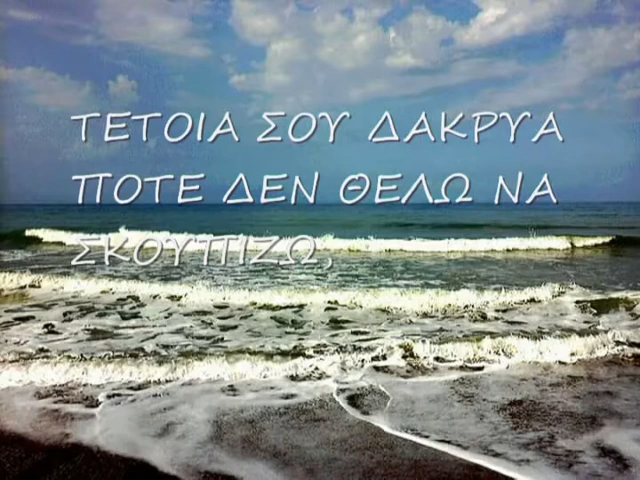 ΤΕΤΟΙΑ ΣΟΥ ΔΑΚΡΥΑ
ΠΟΤΕ ΔΕΝ ΘΕΛΩ ΝΑ
ΣΚΟΥΠΙΖΩ,